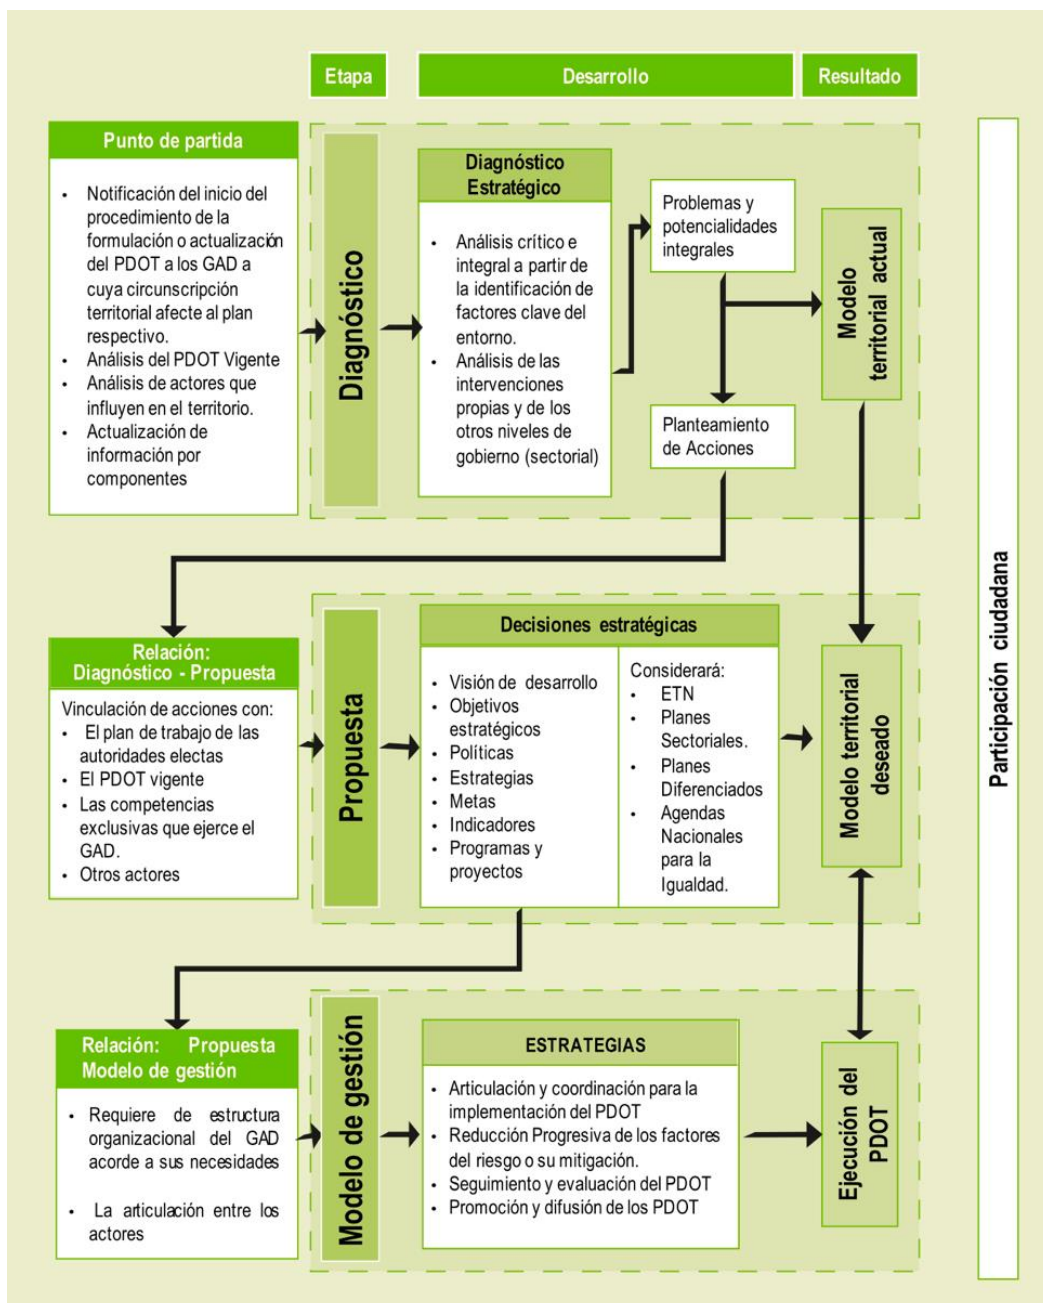 Etapa
Desarrollo
Resultado
Punto de partida
• Notificación del inicio del
procedimiento de la
formulación o actualización
del PDOT a los GAD a
cuya circunscripción
territorial afecte al plan
respectivo.
• Análisis del PDOT Vigente
• Análisis de actores que
influyen en el territorio.
• Actualización de
información por
componentes
Diagnóstico
Diagnóstico
Estratégico
• Análisis crítico e
integral a partir de
la identificación de
factores clave del
entorno.
• Análisis de las
intervenciones
propias y de los
otros niveles de
gobierno (sectorial)
Problemas y
potencialidades
integrales
Planteamiento
de Acciones
Modelo
territorial actual
Relación:
Diagnóstico - Propuesta
Vinculación de acciones con:
• El plan de trabajo de las
autoridades electas
• El PDOT vigente
• Las competencias
exclusivas que ejerce el
GAD.
• Otros actores
Propuesta
Decisiones estratégicas
• Visión de desarrollo
• Objetivos
estratégicos
• Políticas
• Estrategias
• Metas
• Indicadores
• Programas y
proyectos
Considerará:
• ETN
• Planes
Sectoriales.
• Planes
Diferenciados
• Agendas
Nacionales
para la
Igualdad.
Modelo territorial
deseado
Relación: Propuesta
Modelo de gestión
• Requiere de estructura
organizacional del GAD
acorde a sus necesidades
• La articulación entre los
actores
Modelo de gestión
ESTRATEGIAS
• Articulación y coordinación para la
implementación del PDOT
• Reducción Progresiva de los factores
del riesgo o su mitigación.
• Seguimiento y evaluación del PDOT
• Promoción y difusión de los PDOT
Ejecución del
PDOT
Participación ciudadana